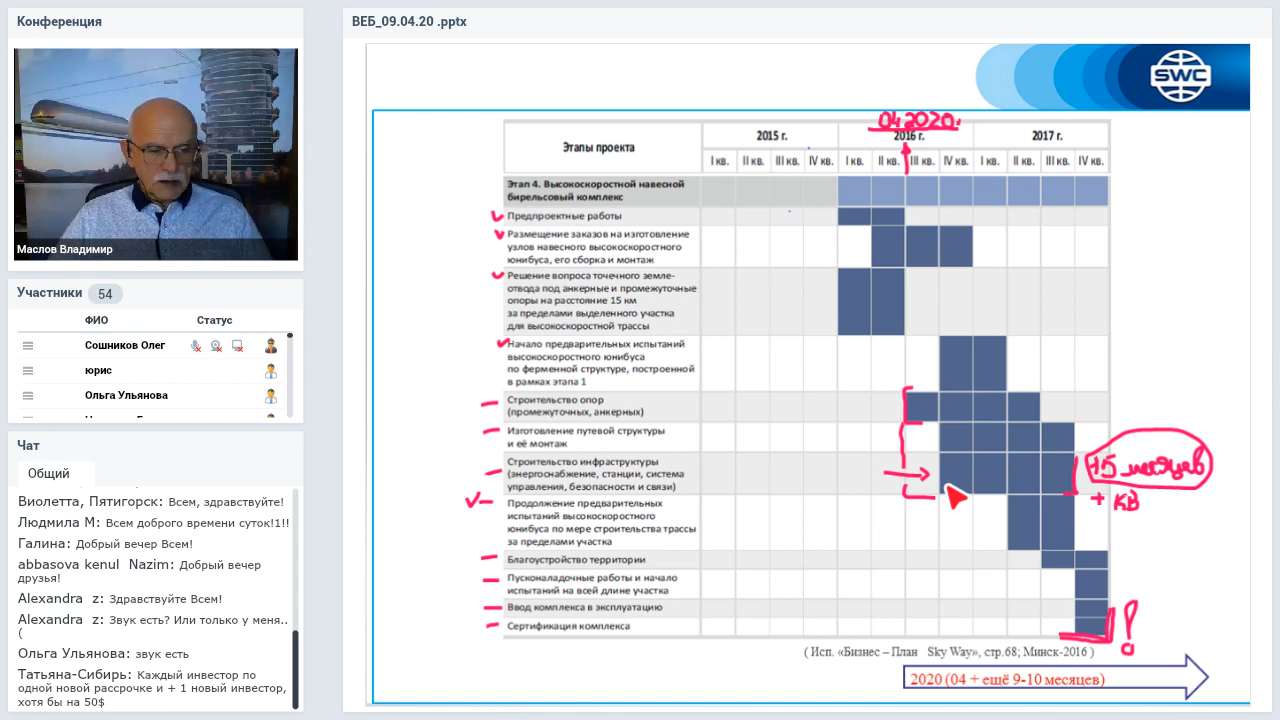 Конференция
Маслов Владимир
Участники 54
ФИО Статус
Сошников Олег
юрис
Ольга Ульянова
Чат
Общий
Виолетта, Пятигорск: Всем, здравствуйте!
Людмила М: Всем доброго времени суток!1!!
Галина: Добрый вечер Всем!
abbasova kenul Nazim: Добрый вечер
друзья!
Alexandra z: Здравствуйте Всем!
Alexandra z: Звук есть? Или только у меня..
(
Ольга Ульянова: звук есть
Татьяна-Сибирь: Каждый инвестор по
одной новой рассрочке и + 1 новый инвестор,
хотя бы на 50$
ВЕБ_09.04.20 .pptx
SWC
04 2020г.
Этапы проекта
2015 г. 2016 г. 2017 г.
I кв. II кв. III кв. IV кв. I кв. II кв. III кв. IV кв. I кв. II кв. III кв. IV кв.
Этап 4. Высокоскоростной навесной
бирельсовый комплекс
Предпроектные работы
Размещение заказов на изготовление
узлов навесного высокоскоростного
юнибуса, его сборка и монтаж
Решение вопроса точечного земле-
отвода под анкерные и промежуточные
опоры на расстояние 15 км
за пределами выделенного участка
для высокоскоростной трассы
Начало предварительных испытаний
высокоскоростного юнибуса
по ферменной структуре, построенной
в рамках этапа 1
Строительство опор
(промежуточных, анкерных)
Изготовление путевой структуры
и её монтаж
Строительство инфраструктуры
(энергоснабжение, станции, система
управления, безопасности и связи)
Продолжение предварительных
испытаний высокоскоростного
юнибуса по мере строительства трассы
за пределами участка
Благоустройство территории
Пусконаладочные работы и начало
испытаний на всей длине участка
Ввод комплекса в эксплуатацию
Сертификация комплекса
месяцев
+ КВ
!
( Исп. «Бизнес – План Sky Way», стр.68; Минск-2016 )
2020 (04 + ешё 9-10 месяцев)